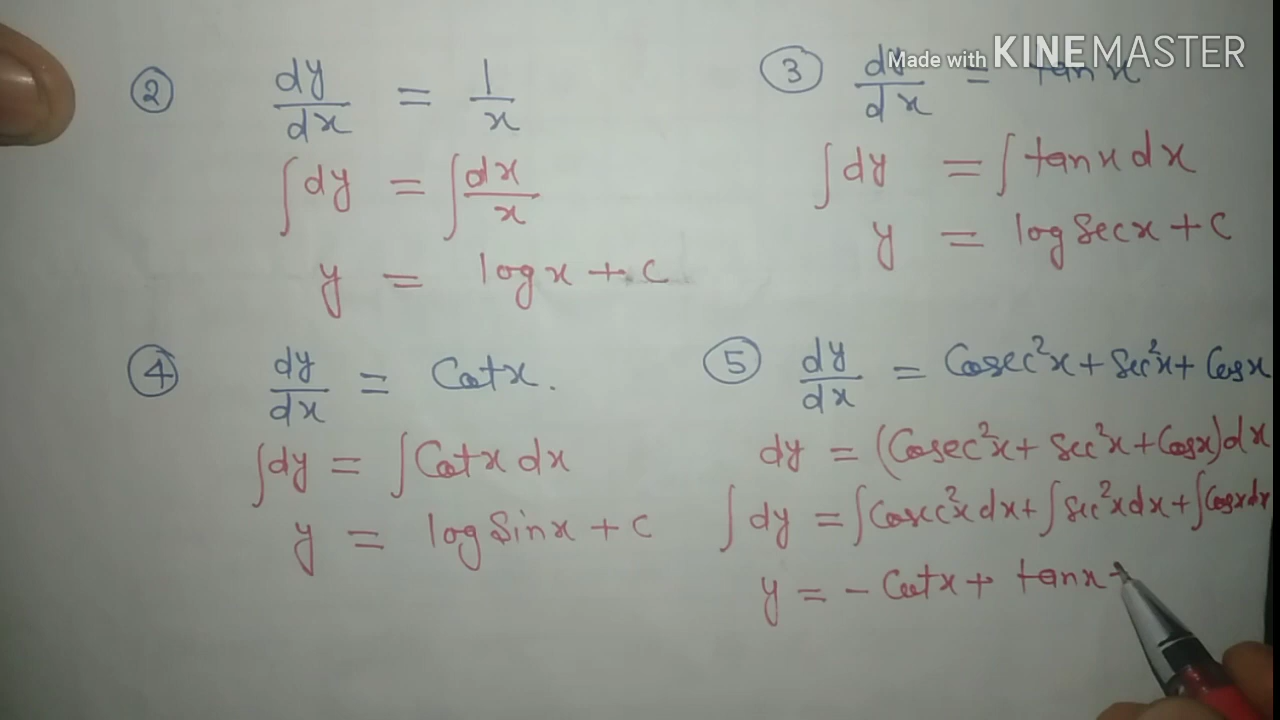 Made with KINEMASTER
② dy/dx = 1/x
∫dy = ∫dx/x
y = log x + c
③ dy/dx = tan x
∫dy = ∫tan x dx
y = log Sec x + c
④ dy/dx = Cot x.
∫dy = ∫Cot x dx
y = log Sin x + c
⑤ dy/dx = Cosec²x + Sec²x + Cos x
dy = (Cosec²x + Sec²x + Cos x)dx
∫dy = ∫Cosec²x dx + ∫Sec²x dx + ∫Cos x dx
y = - Cot x + tan x +